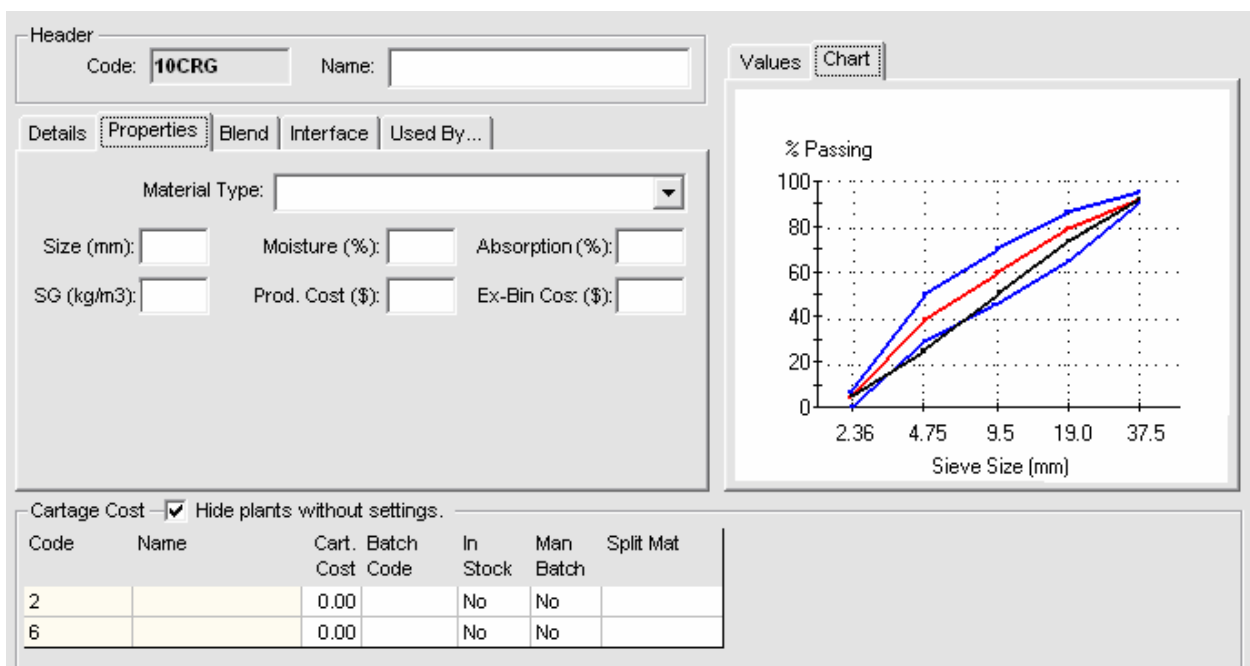 Header
Code: 10CRG Name:
Details Properties Blend Interface Used By...
Material Type:
Size (mm): Moisture (%): Absorption (%):
SG (kg/m3): Prod. Cost ($): Ex-Bin Cost ($):
Values Chart
% Passing
100
80
60
40
20
0
2.36 4.75 9.5 19.0 37.5
Sieve Size (mm)
Cartage Cost Hide plants without settings.
Code Name Cart. Batch In Man Split Mat
Cost Code Stock Batch
2 0.00 No No
6 0.00 No No